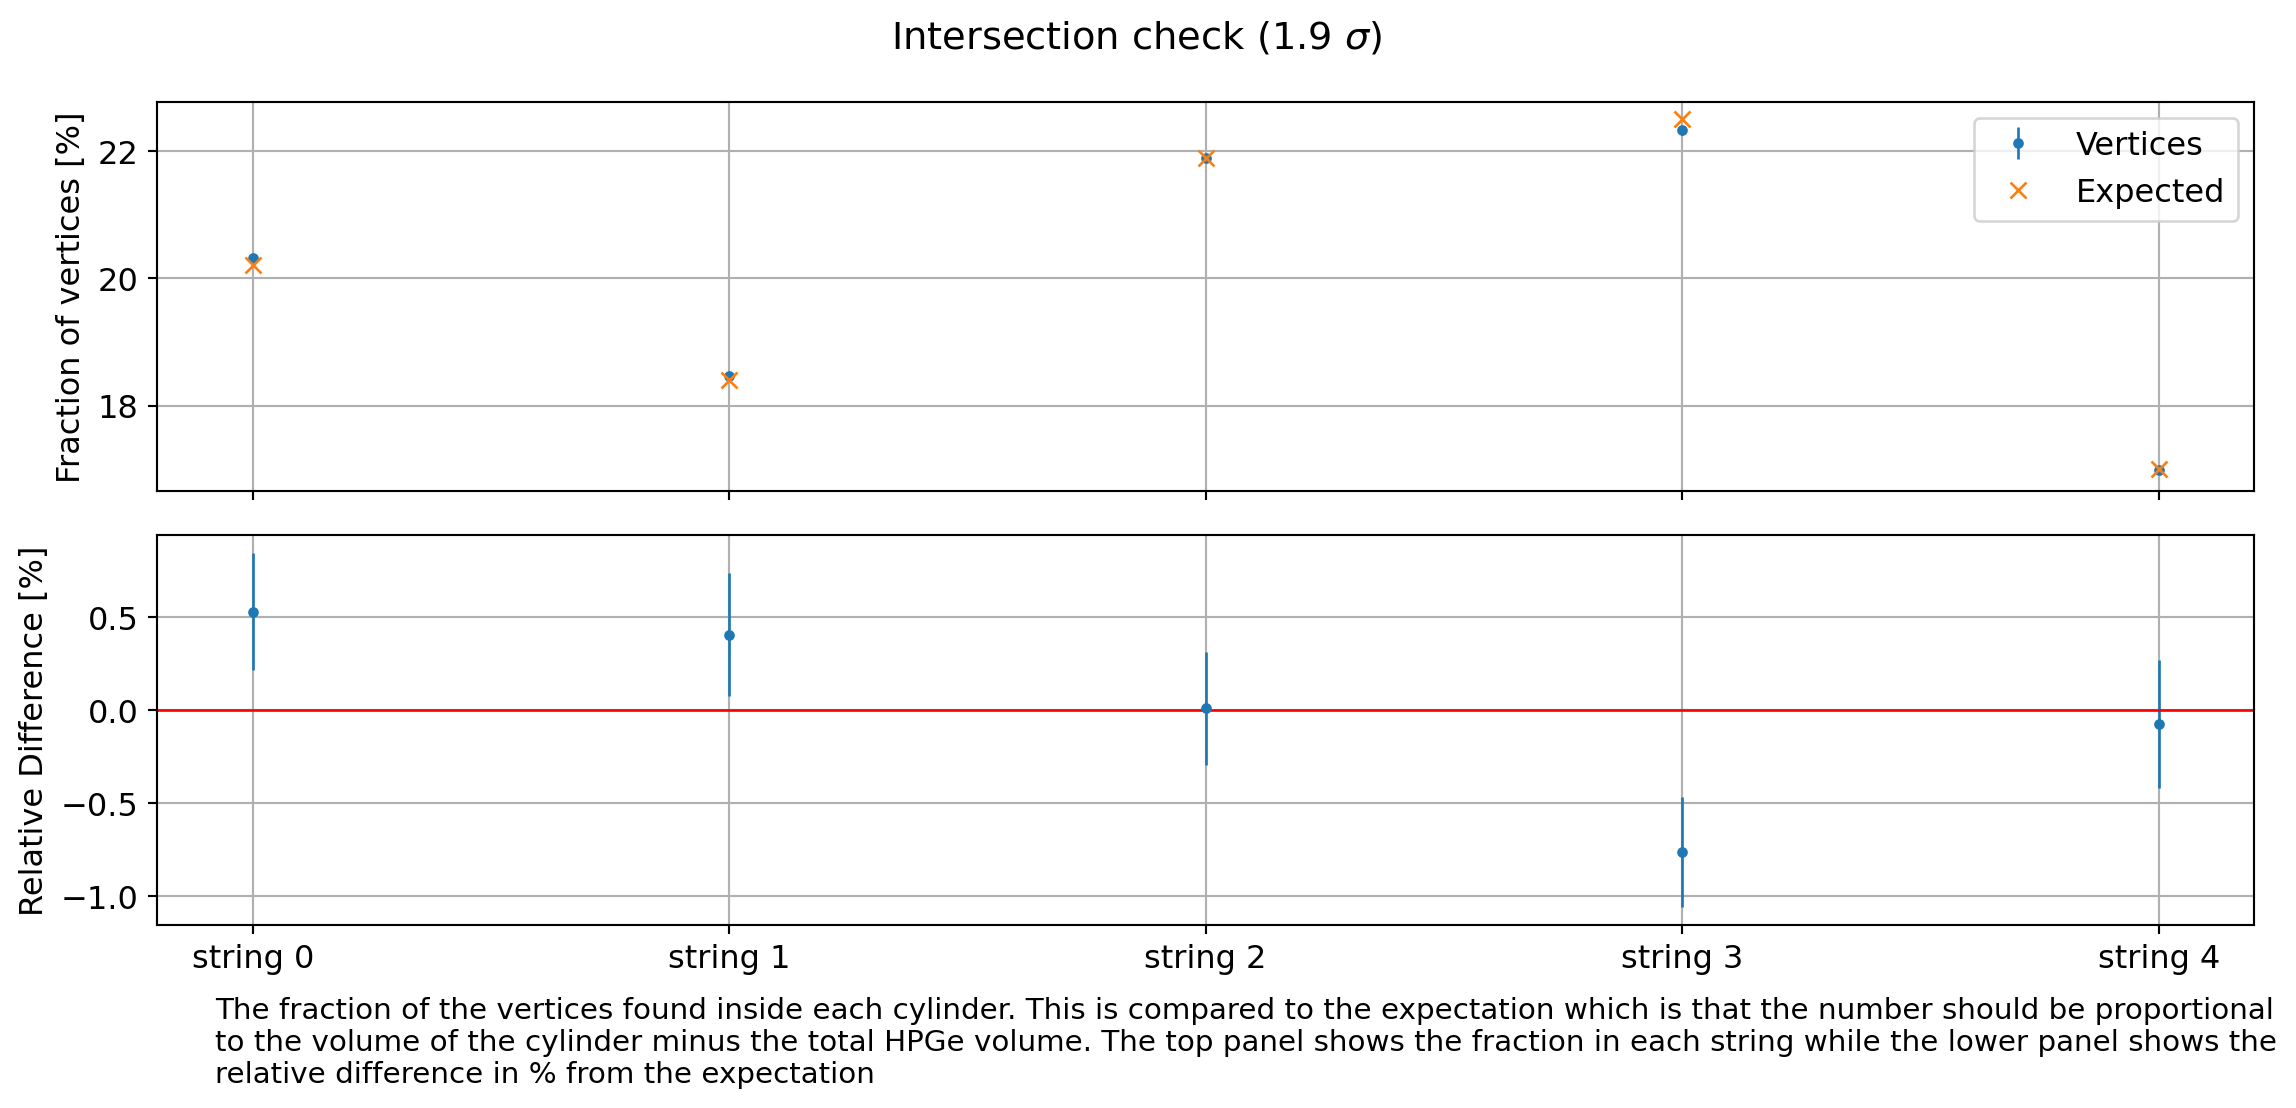 Intersection check (1.9 σ)
Fraction of vertices [%]
22
20
18
Vertices
Expected
Relative Difference [%]
0.5
0.0
−0.5
−1.0
string 0 string 1 string 2 string 3 string 4
The fraction of the vertices found inside each cylinder. This is compared to the expectation which is that the number should be proportional
to the volume of the cylinder minus the total HPGe volume. The top panel shows the fraction in each string while the lower panel shows the
relative difference in % from the expectation